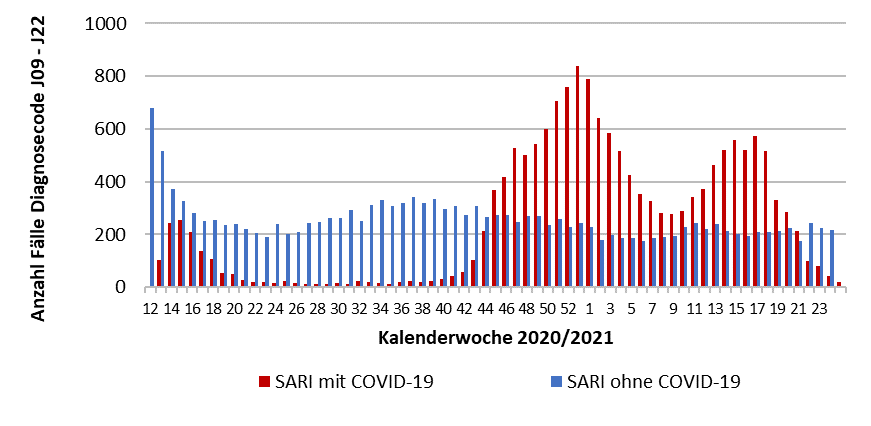 Anzahl Fälle Diagnosecode J09 - J22
1000
800
600
400
200
0
12 14 16 18 20 22 24 26 28 30 32 34 36 38 40 42 44 46 48 50 52 1 3 5 7 9 11 13 15 17 19 21 23
Kalenderwoche 2020/2021
SARI mit COVID-19 SARI ohne COVID-19